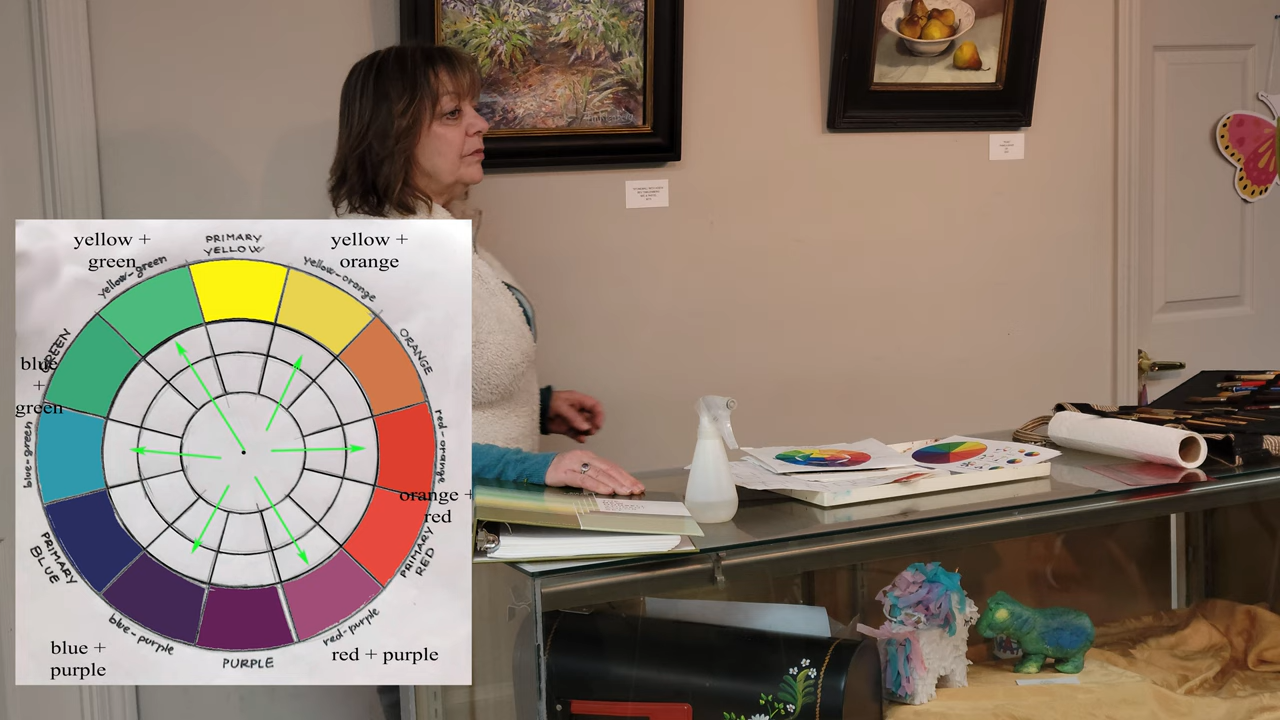 yellow +
green
PRIMARY
YELLOW
yellow +
orange
yellow-green
yellow-orange
GREEN
ORANGE
blue
+
green
blue-green
red-orange
orange +
red
PRIMARY
BLUE
PRIMARY
RED
blue-purple
red-purple
blue +
purple
PURPLE
red + purple